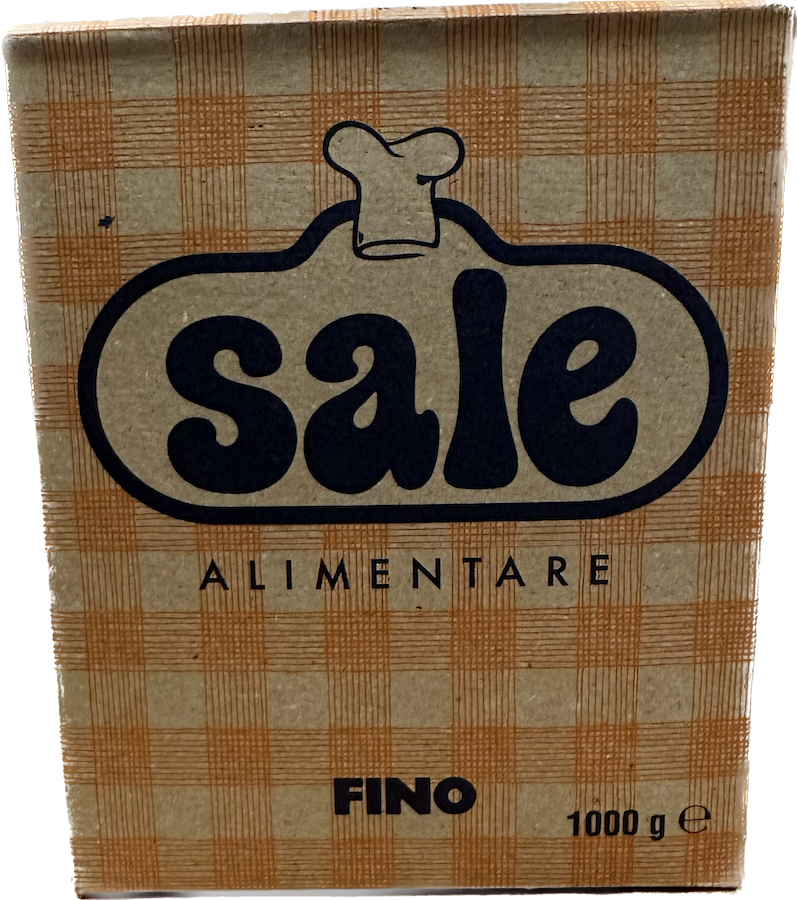 sale
ALIMENTARE
FINO
1000 g ℮